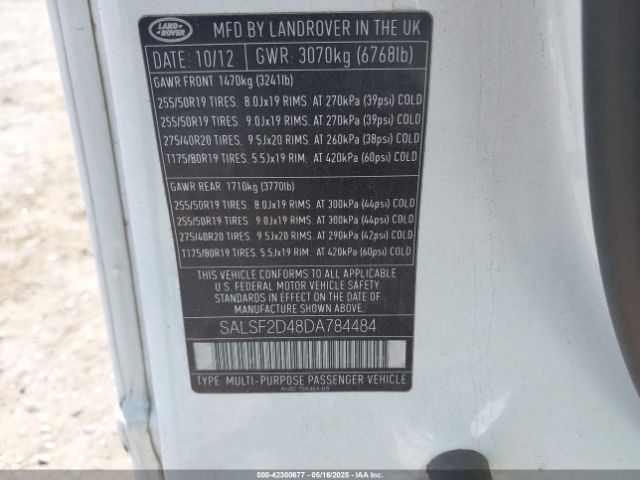 LAND ROVER
MFD BY LANDROVER IN THE UK
DATE: 10/12 GWR: 3070kg (6768lb)
GAWR FRONT 1470kg (3241lb)
255/50R19 TIRES. 8.0Jx19 RIMS. AT 270kPa (39psi) COLD
255/50R19 TIRES. 9.0Jx19 RIMS. AT 270kPa (39psi) COLD
275/40R20 TIRES. 9.5Jx20 RIMS. AT 260kPa (38psi) COLD
T175/80R19 TIRES. 5.5Jx19 RIM. AT 420kPa (60psi) COLD
GAWR REAR 1710kg (3770lb)
255/50R19 TIRES. 8.0Jx19 RIMS. AT 300kPa (44psi) COLD
255/50R19 TIRES. 9.0Jx19 RIMS. AT 300kPa (44psi) COLD
275/40R20 TIRES. 9.5Jx20 RIMS. AT 290kPa (42psi) COLD
T175/80R19 TIRES. 5.5Jx19 RIM. AT 420kPa (60psi) COLD
THIS VEHICLE CONFORMS TO ALL APPLICABLE
U.S. FEDERAL MOTOR VEHICLE SAFETY
STANDARDS IN EFFECT ON THE DATE OF
MANUFACTURE SHOWN ABOVE
SALSF2D48DA784484
TYPE: MULTI-PURPOSE PASSENGER VEHICLE
000-42300677 - 05/16/2025 - IAAI.COM